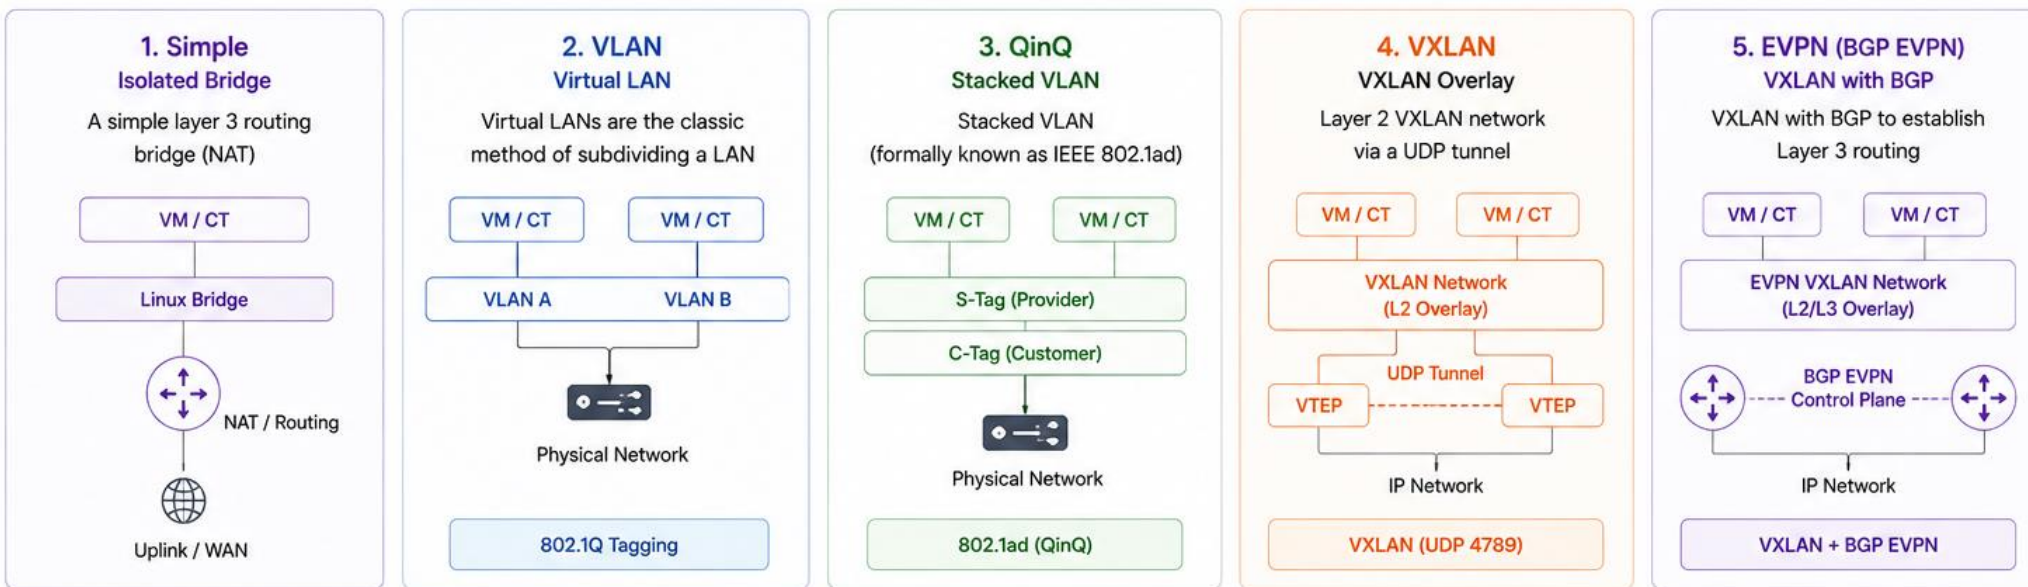 1. Simple
Isolated Bridge
A simple layer 3 routing
bridge (NAT)
VM / CT
Linux Bridge
NAT / Routing
Uplink / WAN
2. VLAN
Virtual LAN
Virtual LANs are the classic
method of subdividing a LAN
VM / CT
VM / CT
VLAN A
VLAN B
Physical Network
802.1Q Tagging
3. QinQ
Stacked VLAN
Stacked VLAN
(formally known as IEEE 802.1ad)
VM / CT
VM / CT
S-Tag (Provider)
C-Tag (Customer)
Physical Network
802.1ad (QinQ)
4. VXLAN
VXLAN Overlay
Layer 2 VXLAN network
via a UDP tunnel
VM / CT
VM / CT
VXLAN Network
(L2 Overlay)
UDP Tunnel
VTEP
VTEP
IP Network
VXLAN (UDP 4789)
5. EVPN (BGP EVPN)
VXLAN with BGP
VXLAN with BGP to establish
Layer 3 routing
VM / CT
VM / CT
EVPN VXLAN Network
(L2/L3 Overlay)
BGP EVPN
Control Plane
IP Network
VXLAN + BGP EVPN